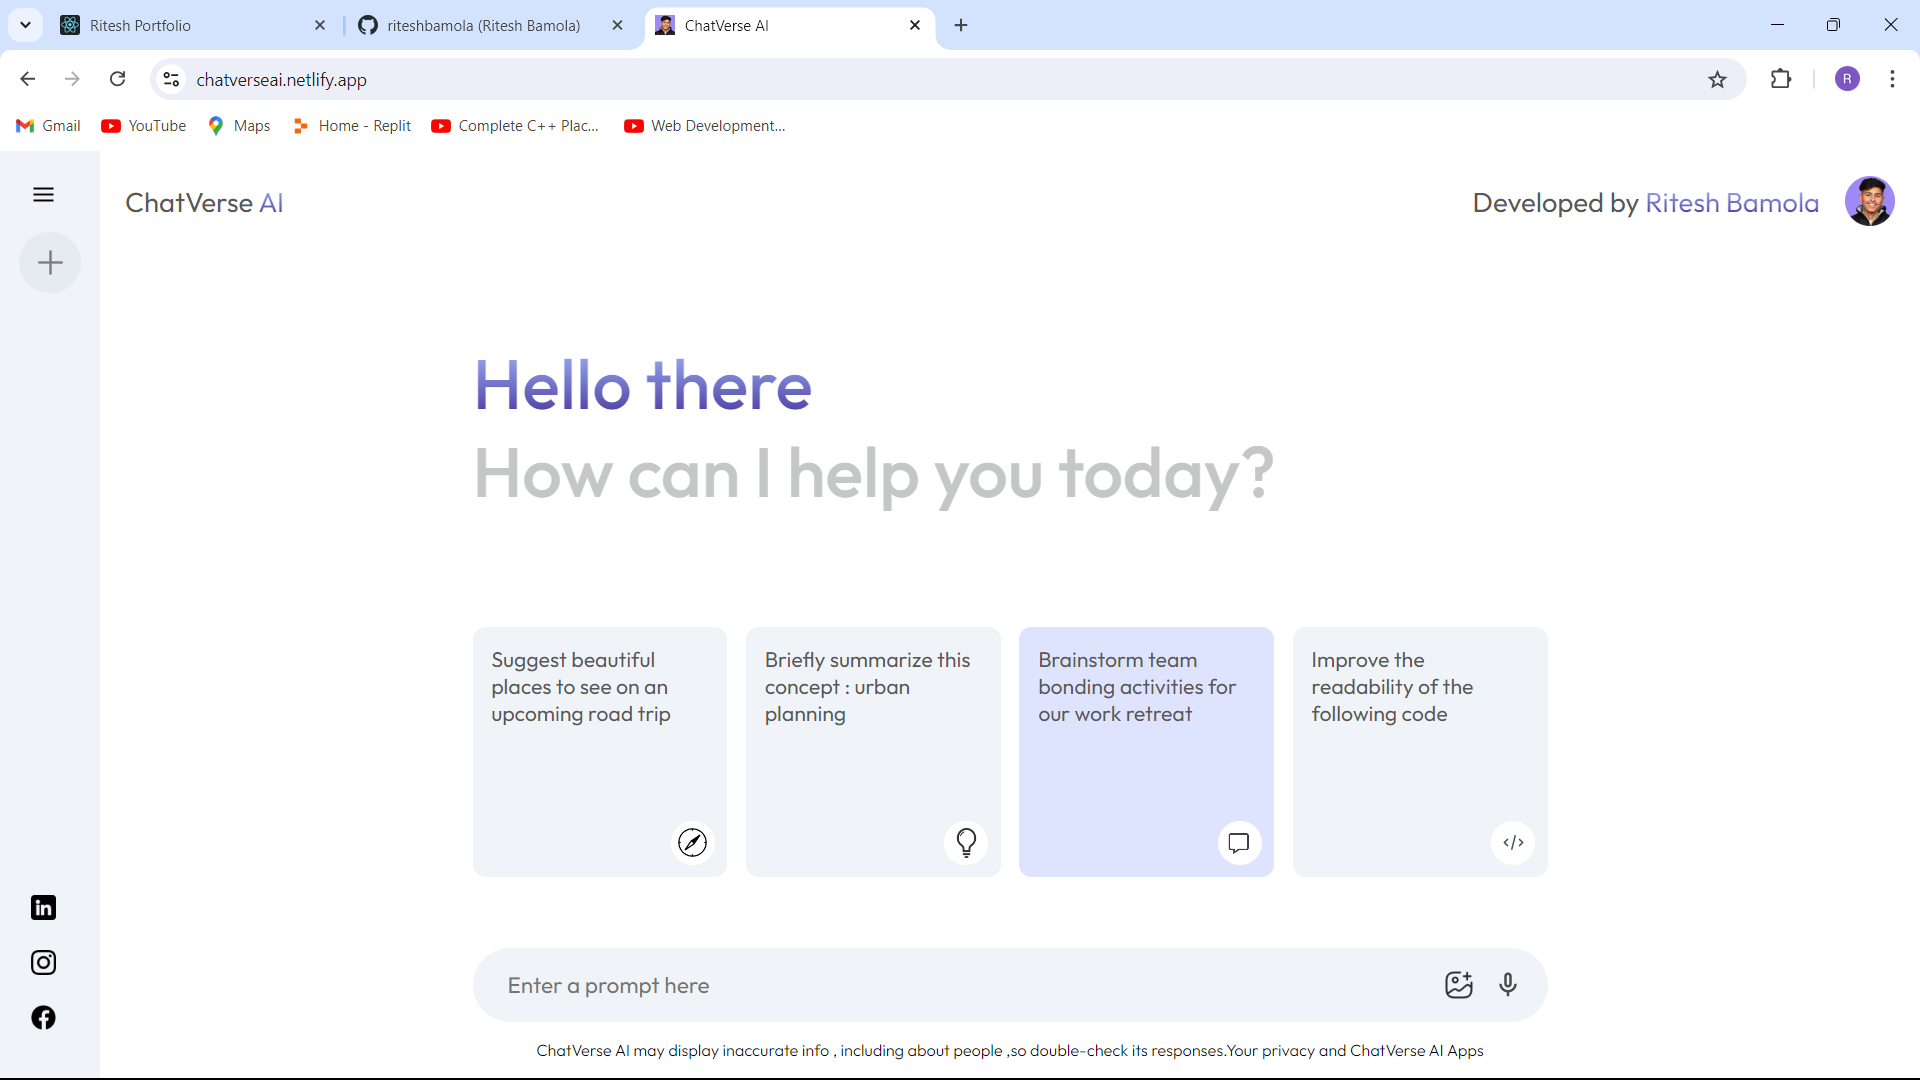 Ritesh Portfolio
riteshbamola (Ritesh Bamola)
ChatVerse AI
chatverseai.netlify.app
R
Gmail
YouTube
Maps
Home - Replit
Complete C++ Plac...
Web Development...
ChatVerse AI
Developed by Ritesh Bamola
Hello there
How can I help you today?
Suggest beautiful
places to see on an
upcoming road trip
Briefly summarize this
concept : urban
planning
Brainstorm team
bonding activities for
our work retreat
Improve the
readability of the
following code
Enter a prompt here
ChatVerse AI may display inaccurate info , including about people ,so double-check its responses.Your privacy and ChatVerse AI Apps